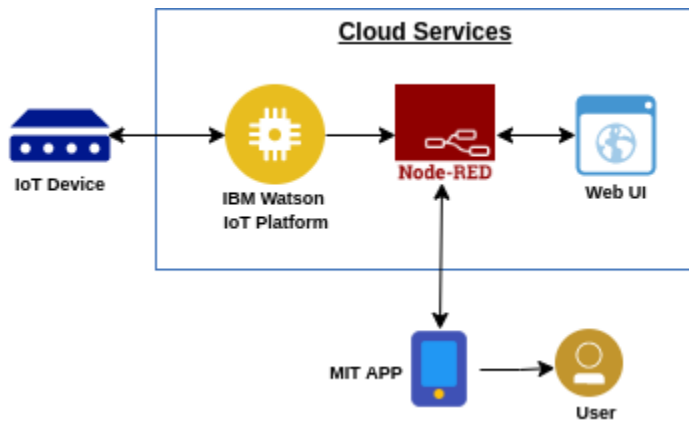 Cloud Services
IoT Device
IBM Watson
IoT Platform
Node-RED
Web UI
MIT APP
User